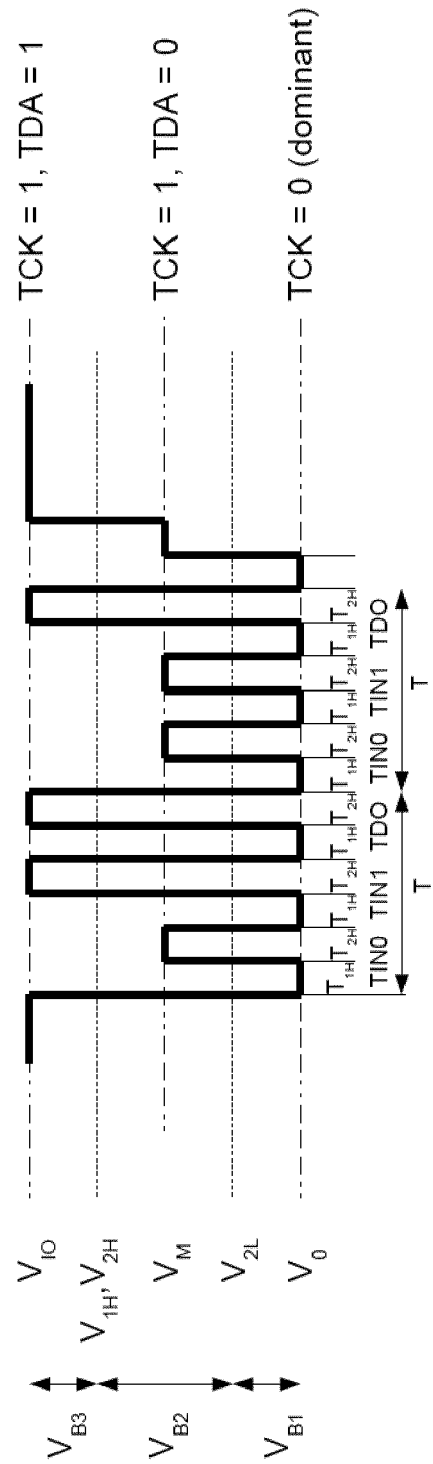 V_IO TCK = 1, TDA = 1
V_B3
V_1H, V_2H
V_M TCK = 1, TDA = 0
V_B2
V_2L
V_B1
V_0 TCK = 0 (dominant)
T_1H T_2H T_1H T_2H T_1H T_2H T_1H T_2H T_1H T_2H T_1H T_2H
TIN0 TIN1 TDO TIN0 TIN1 TDO
T T